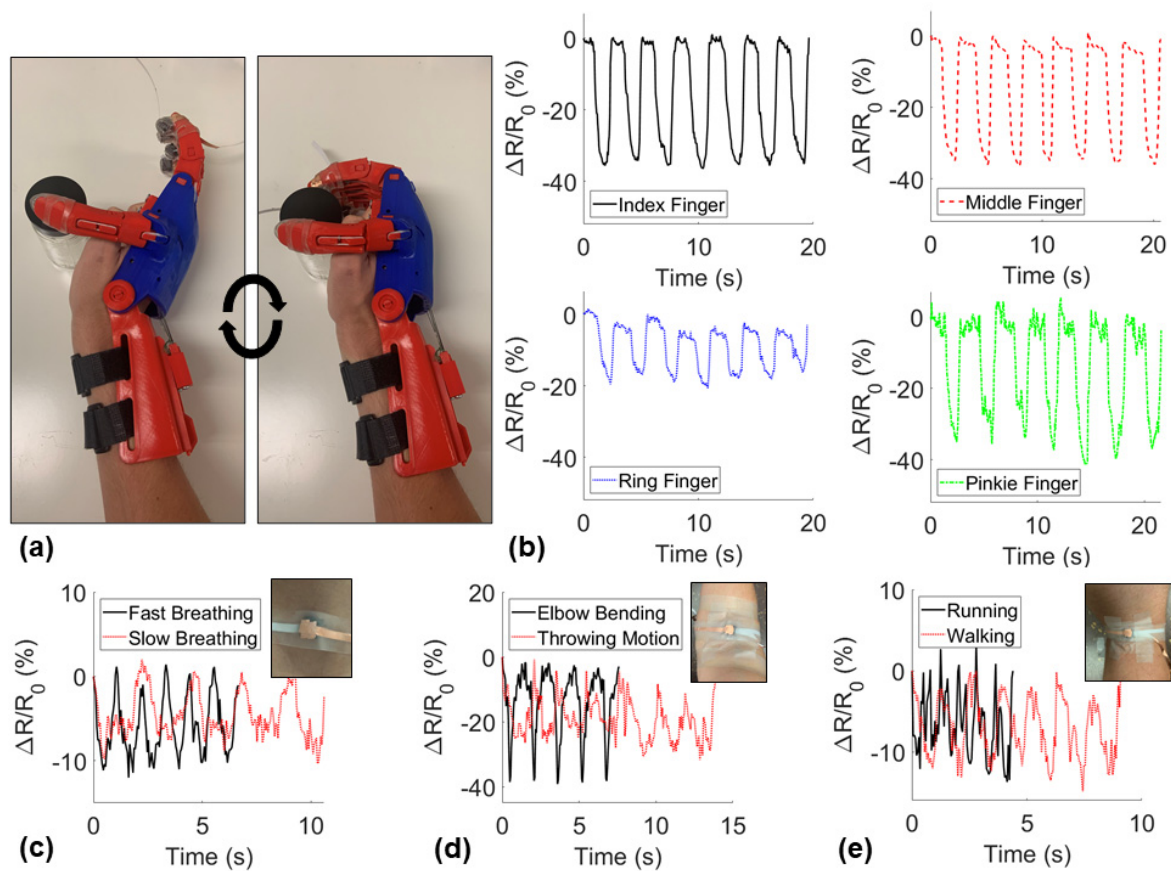 (a)
0
-20
-40
ΔR/R0 (%)
Index Finger
0
10
20
Time (s)
0
-20
-40
ΔR/R0 (%)
Middle Finger
0
10
20
Time (s)
0
-20
-40
ΔR/R0 (%)
Ring Finger
0
10
20
Time (s)
0
-20
-40
ΔR/R0 (%)
Pinkie Finger
0
10
20
Time (s)
(b)
10
0
-10
ΔR/R0 (%)
Fast Breathing
Slow Breathing
0
5
10
Time (s)
(c)
20
0
-20
-40
ΔR/R0 (%)
Elbow Bending
Throwing Motion
0
5
10
15
Time (s)
(d)
10
0
-10
ΔR/R0 (%)
Running
Walking
0
5
10
Time (s)
(e)